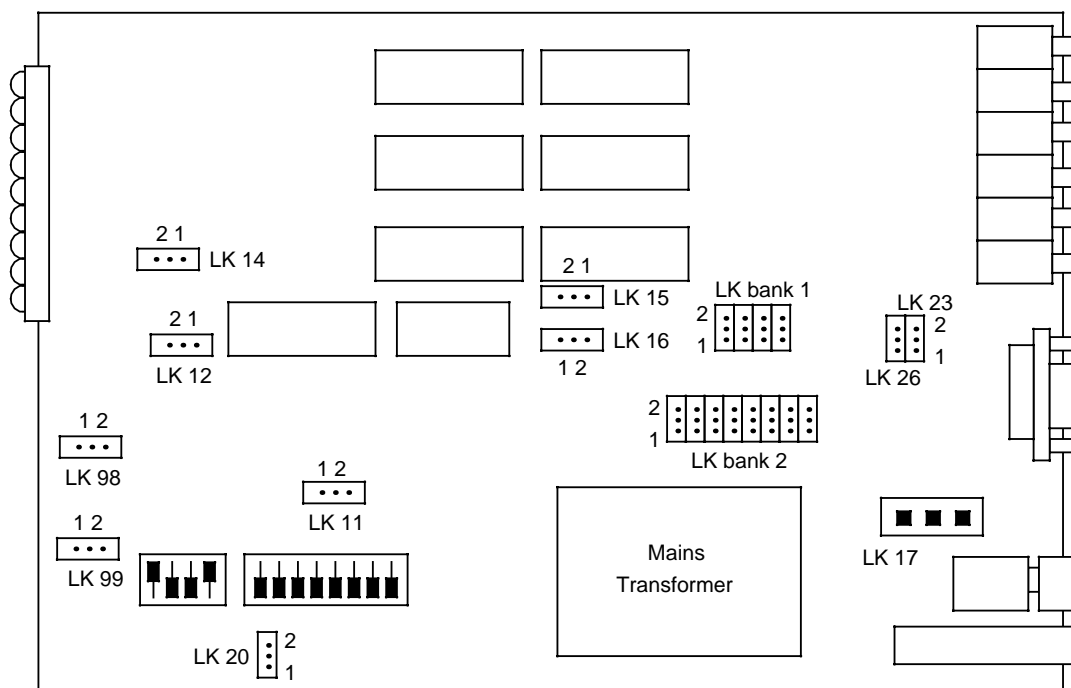 2 1
LK 14
2 1
LK 15
LK bank 1
2
1
LK 23
2
1
LK 26
2 1
LK 12
LK 16
1 2
2
1
LK bank 2
1 2
LK 98
1 2
LK 11
1 2
LK 99
LK 17
Mains
Transformer
LK 20
2
1